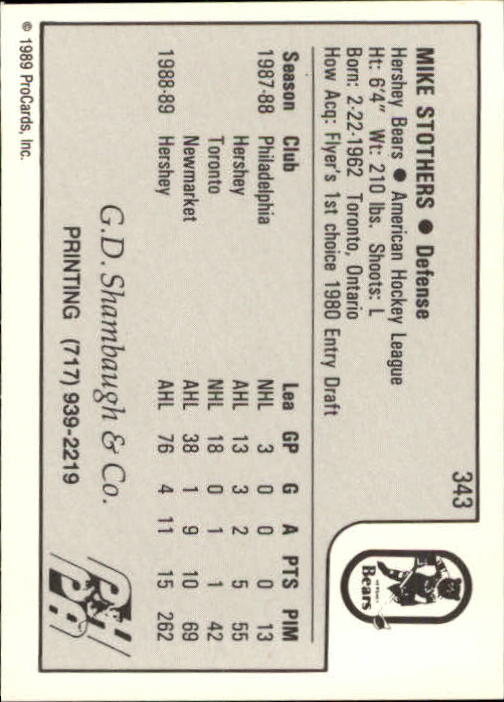 343
MIKE STOTHERS ● Defense
Hershey Bears ● American Hockey League
Ht: 6'4" Wt: 210 lbs. Shoots: L
Born: 2-22-1962 Toronto, Ontario
How Acq: Flyer's 1st choice 1980 Entry Draft
Season Club Lea GP G A PTS PIM
1987-88 Philadelphia NHL 3 0 0 0 13
Hershey AHL 13 3 2 5 55
Toronto NHL 18 0 1 1 42
Newmarket AHL 38 1 9 10 69
1988-89 Hershey AHL 76 4 11 15 262
G.D. Shambaugh & Co.
PRINTING (717) 939-2219
© 1989 ProCards, Inc.
Bears